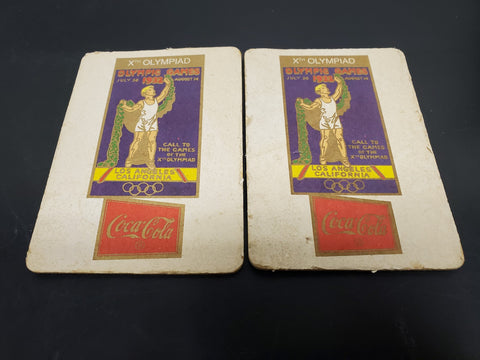 Xth OLYMPIAD
OLYMPIC GAMES
JULY 30 1932 AUGUST 14
CALL TO
THE GAMES
OF THE
Xth OLYMPIAD
LOS ANGELES
CALIFORNIA
Coca-Cola
Xth OLYMPIAD
OLYMPIC GAMES
JULY 30 1932 AUGUST 14
CALL TO
THE GAMES
OF THE
Xth OLYMPIAD
LOS ANGELES
CALIFORNIA
Coca-Cola